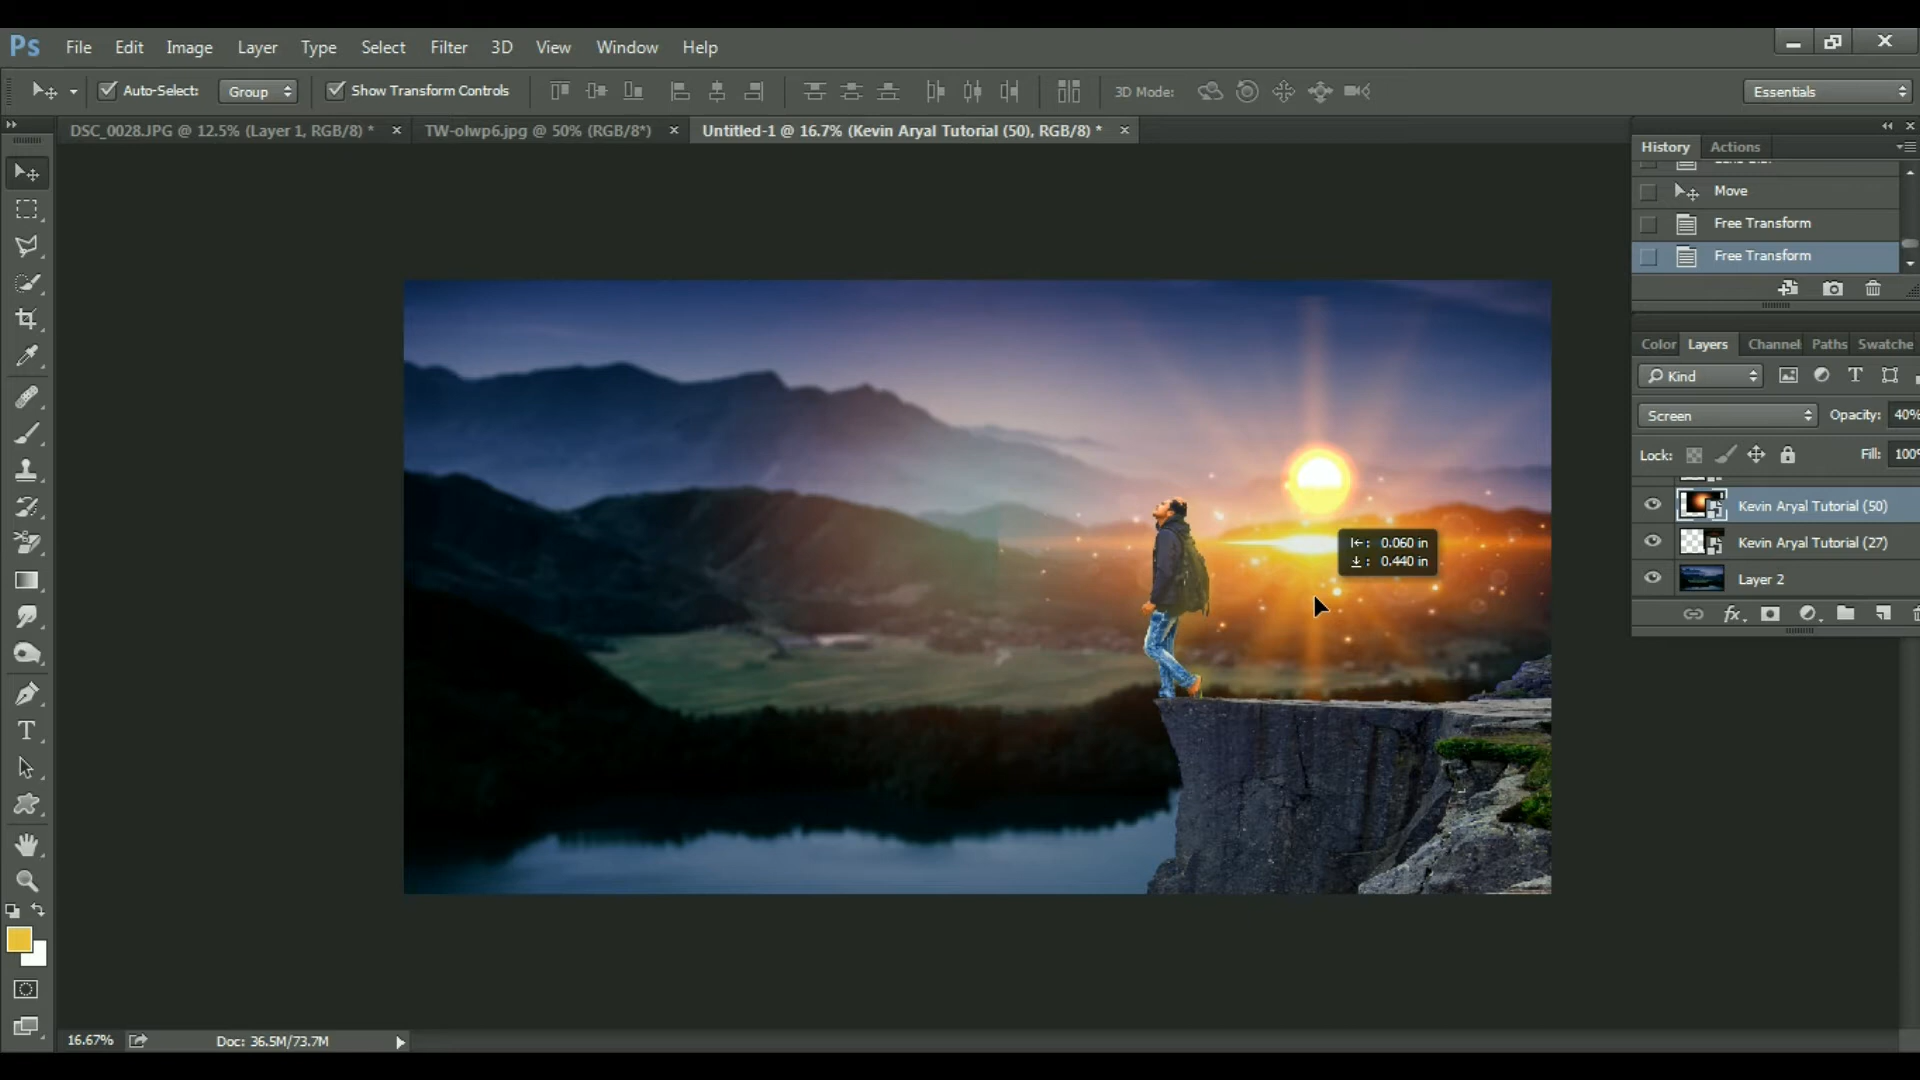 Ps File Edit Image Layer Type Select Filter 3D View Window Help
Auto-Select: Group Show Transform Controls 3D Mode: Essentials
DSC_0028.JPG @ 12.5% (Layer 1, RGB/8) * × TW-olwp6.jpg @ 50% (RGB/8*) × Untitled-1 @ 16.7% (Kevin Aryal Tutorial (50), RGB/8) * ×
History Actions
Move
Free Transform
Free Transform
Color Layers Channel Paths Swatche
Kind
Screen Opacity: 40%
Lock: Fill: 100%
Kevin Aryal Tutorial (50)
Kevin Aryal Tutorial (27)
Layer 2
fx
0.060 in
0.440 in
16.67% Doc: 36.5M/73.7M